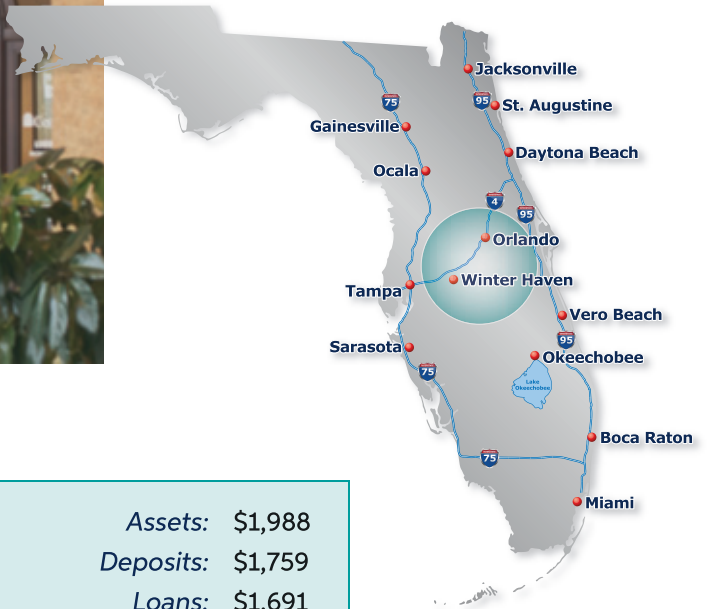 Jacksonville
75
95
St. Augustine
Gainesville
Daytona Beach
Ocala
4
95
Orlando
Winter Haven
Tampa
Vero Beach
95
Sarasota
Okeechobee
75
Lake
Okeechobee
Boca Raton
75
Miami
Assets: $1,988
Deposits: $1,759
Loans: $1,691